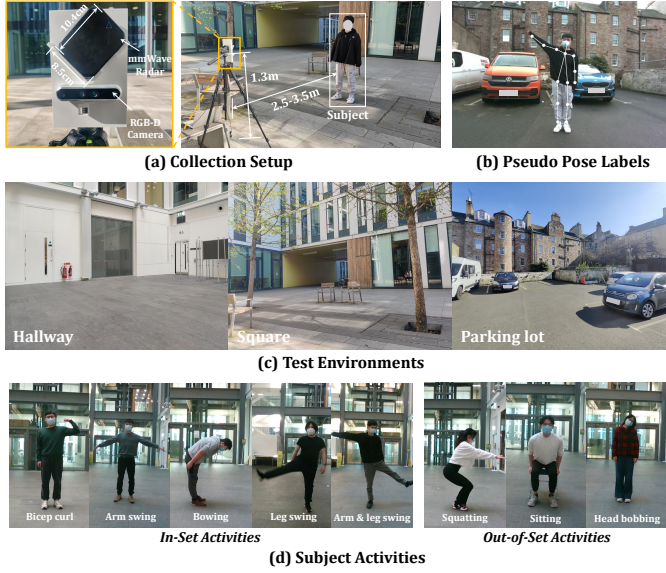 10.4cm
8.5cm
mmWave
Radar
RGB-D
Camera
1.3m
2.5-3.5m
Subject
(a) Collection Setup
(b) Pseudo Pose Labels
Hallway
Square
Parking lot
(c) Test Environments
Bicep curl
Arm swing
Bowing
Leg swing
Arm & leg swing
Squatting
Sitting
Head bobbing
In-Set Activities
Out-of-Set Activities
(d) Subject Activities